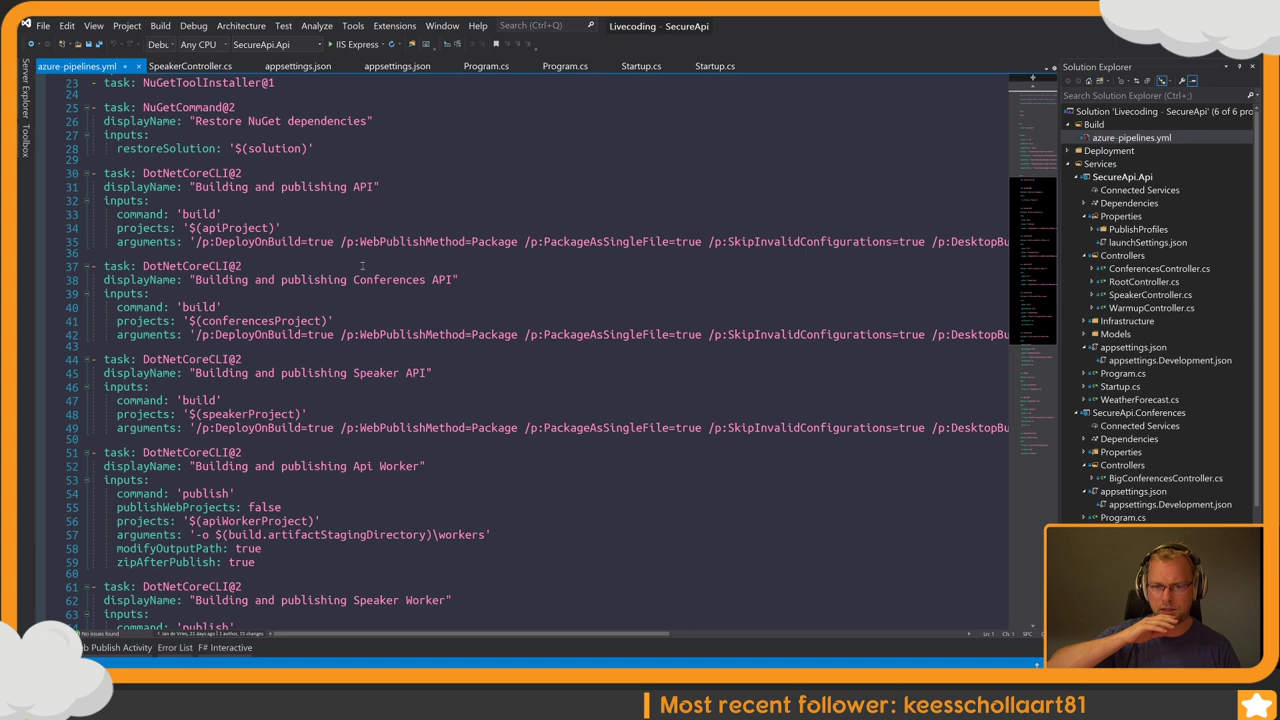 File Edit View Project Build Debug Architecture Test Analyze Tools Extensions Window Help Search (Ctrl+Q) Livecoding - SecureApi
Debu Any CPU SecureApi.Api IIS Express
azure-pipelines.yml SpeakerController.cs appsettings.json appsettings.json Program.cs Program.cs Startup.cs Startup.cs
Server Explorer Toolbox
23 - task: NuGetToolInstaller@1
24
25 - task: NuGetCommand@2
26 displayName: "Restore NuGet dependencies"
27 inputs:
28 restoreSolution: '$(solution)'
29
30 - task: DotNetCoreCLI@2
31 displayName: "Building and publishing API"
32 inputs:
33 command: 'build'
34 projects: '$(apiProject)'
35 arguments: '/p:DeployOnBuild=true /p:WebPublishMethod=Package /p:PackageAsSingleFile=true /p:SkipInvalidConfigurations=true /p:DesktopBu
36
37 - task: DotNetCoreCLI@2
38 displayName: "Building and publishing Conferences API"
39 inputs:
40 command: 'build'
41 projects: '$(conferencesProject)'
42 arguments: '/p:DeployOnBuild=true /p:WebPublishMethod=Package /p:PackageAsSingleFile=true /p:SkipInvalidConfigurations=true /p:DesktopBu
43
44 - task: DotNetCoreCLI@2
45 displayName: "Building and publishing Speaker API"
46 inputs:
47 command: 'build'
48 projects: '$(speakerProject)'
49 arguments: '/p:DeployOnBuild=true /p:WebPublishMethod=Package /p:PackageAsSingleFile=true /p:SkipInvalidConfigurations=true /p:DesktopBu
50
51 - task: DotNetCoreCLI@2
52 displayName: "Building and publishing Api Worker"
53 inputs:
54 command: 'publish'
55 publishWebProjects: false
56 projects: '$(apiWorkerProject)'
57 arguments: '-o $(build.artifactStagingDirectory)\workers'
58 modifyOutputPath: true
59 zipAfterPublish: true
60
61 - task: DotNetCoreCLI@2
62 displayName: "Building and publishing Speaker Worker"
63 inputs:
64 command: 'publish'
No issues found Jan de Vries, 21 days ago | 1 author, 15 changes Ln: 1 Ch: 1 SPC
b Publish Activity Error List F# Interactive
Solution Explorer
Search Solution Explorer (Ctrl+;)
Solution 'Livecoding - SecureApi' (6 of 6 proj
Build
azure-pipelines.yml
Deployment
Services
SecureApi.Api
Connected Services
Dependencies
Properties
PublishProfiles
launchSettings.json
Controllers
ConferencesController.cs
RootController.cs
SpeakerController.cs
WarmupController.cs
Infrastructure
Models
appsettings.json
appsettings.Development.json
Program.cs
Startup.cs
WeatherForecast.cs
SecureApi.Conferences
Connected Services
Dependencies
Properties
Controllers
BigConferencesController.cs
appsettings.json
appsettings.Development.json
Program.cs
Most recent follower: keesschollaart81